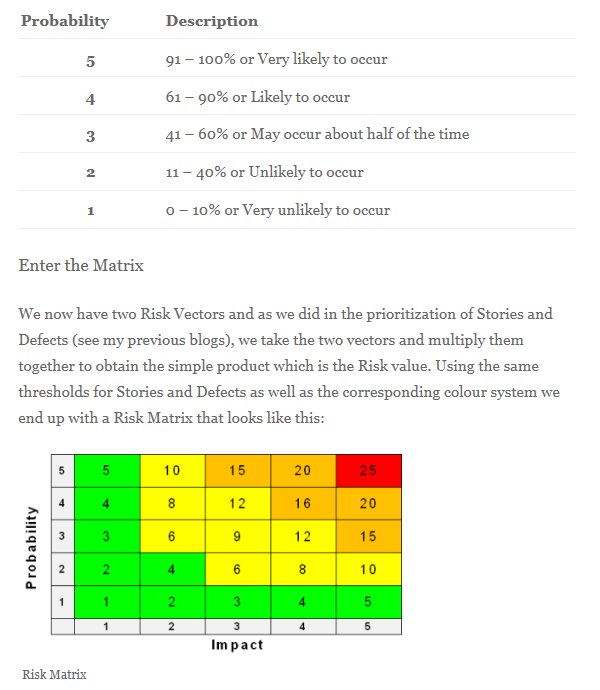 Probability Description
5 91 – 100% or Very likely to occur
4 61 – 90% or Likely to occur
3 41 – 60% or May occur about half of the time
2 11 – 40% or Unlikely to occur
1 0 – 10% or Very unlikely to occur
Enter the Matrix
We now have two Risk Vectors and as we did in the prioritization of Stories and
Defects (see my previous blogs), we take the two vectors and multiply them
together to obtain the simple product which is the Risk value. Using the same
thresholds for Stories and Defects as well as the corresponding colour system we
end up with a Risk Matrix that looks like this:
Probability
5 5 10 15 20 25
4 4 8 12 16 20
3 3 6 9 12 15
2 2 4 6 8 10
1 1 2 3 4 5
1 2 3 4 5
Impact
Risk Matrix